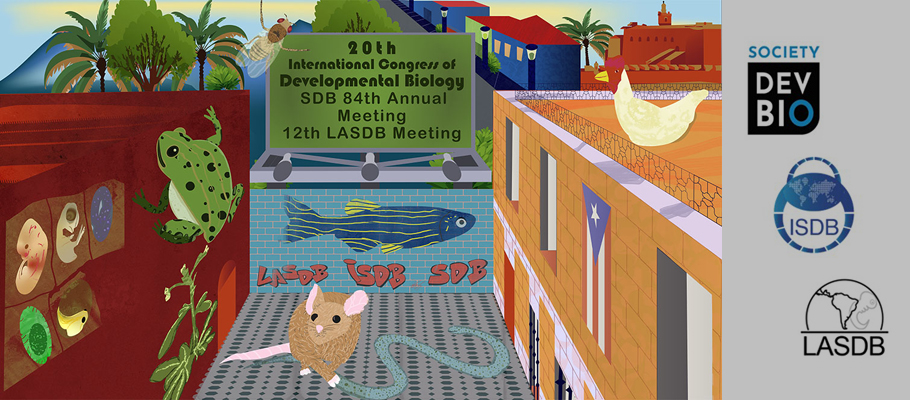 20th
International Congress of
Developmental Biology
SDB 84th Annual
Meeting
12th LASDB Meeting
LASDB ISDB SDB
SOCIETY
DEV
BIO
ISDB
LASDB